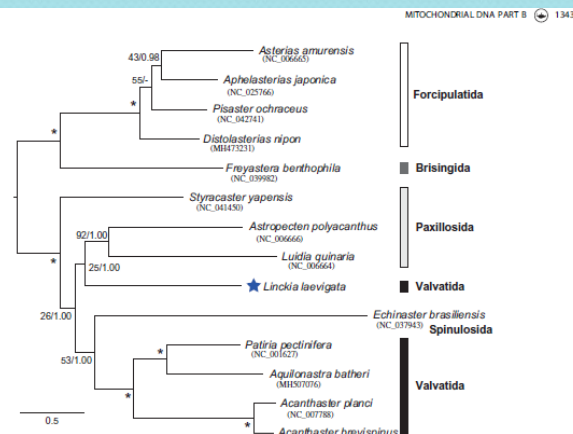 MITOCHONDRIAL DNA PART B 1343
43/0.98
Asterias amurensis
(NC_006665)
55/-
Aphelasterias japonica
(NC_025766)
*
Pisaster ochraceus
(NC_042741)
Forcipulatida
*
Distolasterias nipon
(MH473231)
Freyastera benthophila
(NC_039982)
Brisingida
Styracaster yapensis
(NC_041450)
92/1.00
Astropecten polyacanthus
(NC_006666)
Paxillosida
*
25/1.00
Luidia quinaria
(NC_006664)
Linckia laevigata
Valvatida
26/1.00
Echinaster brasiliensis
(NC_037943)
Spinulosida
53/1.00
*
Patiria pectinifera
(NC_001627)
Aquilonastra batheri
(MH507076)
Valvatida
*
Acanthaster planci
(NC_007788)
*
Acanthaster brevispinus
0.5